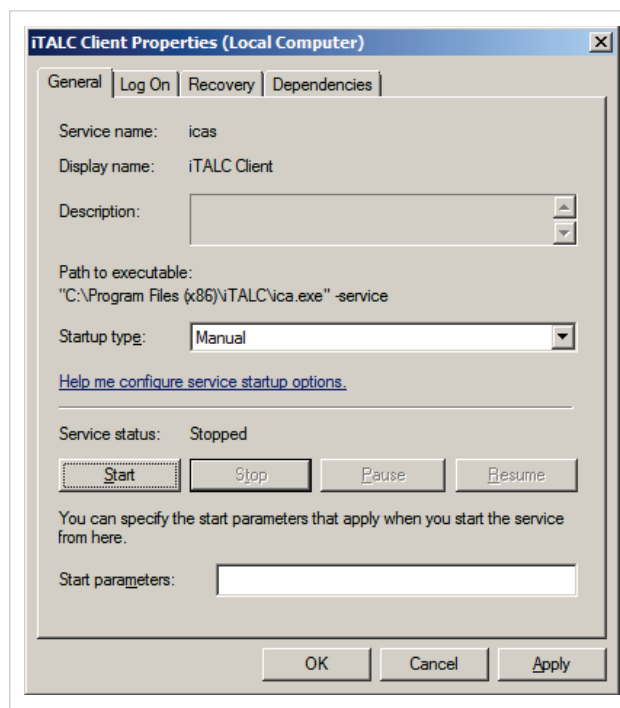 iTALC Client Properties (Local Computer)
General Log On Recovery Dependencies
Service name: icas
Display name: iTALC Client
Description:
Path to executable:
"C:\Program Files (x86)\iTALC\ica.exe" -service
Startup type: Manual
Help me configure service startup options.
Service status: Stopped
Start Stop Pause Resume
You can specify the start parameters that apply when you start the service
from here.
Start parameters:
OK Cancel Apply